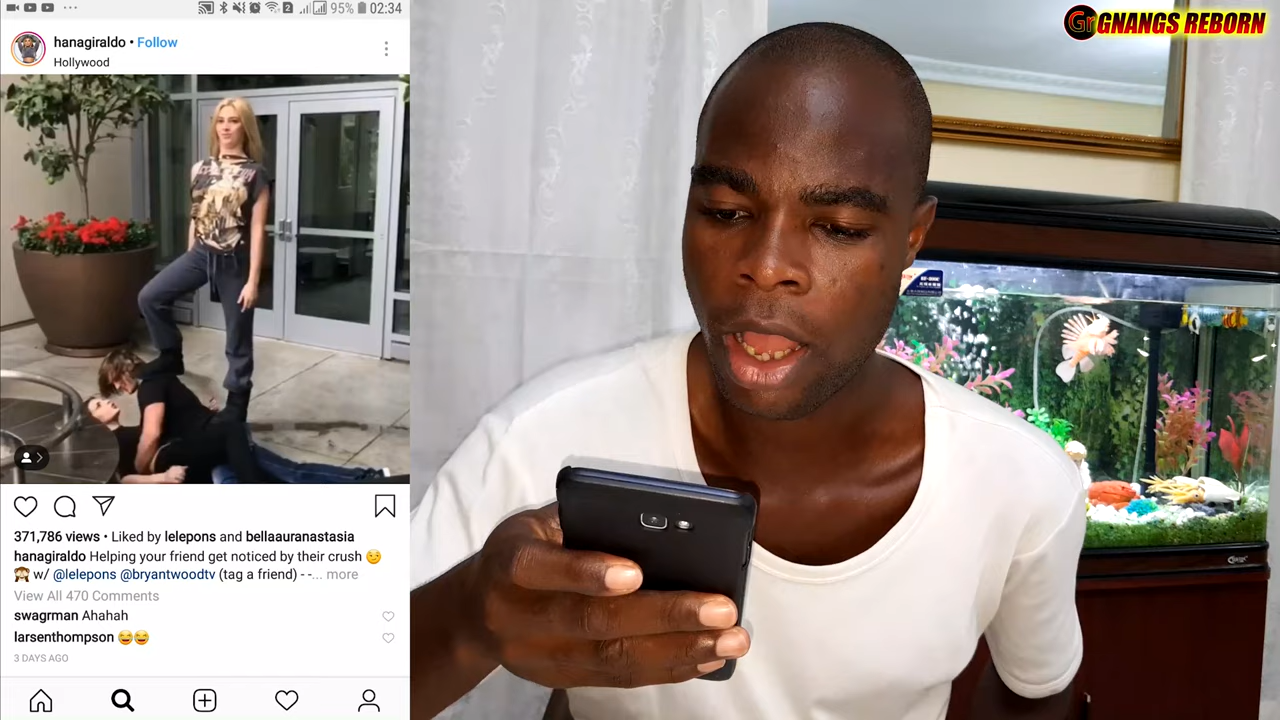 95% 02:34
hanagiraldo • Follow
Hollywood
371,786 views • Liked by lelepons and bellaauranastasia
hanagiraldo Helping your friend get noticed by their crush 😏
🙈 w/ @lelepons @bryantwoodtv (tag a friend) - -... more
View All 470 Comments
swagrman Ahahah
larsenthompson 😂😂
3 DAYS AGO
GNANGS REBORN